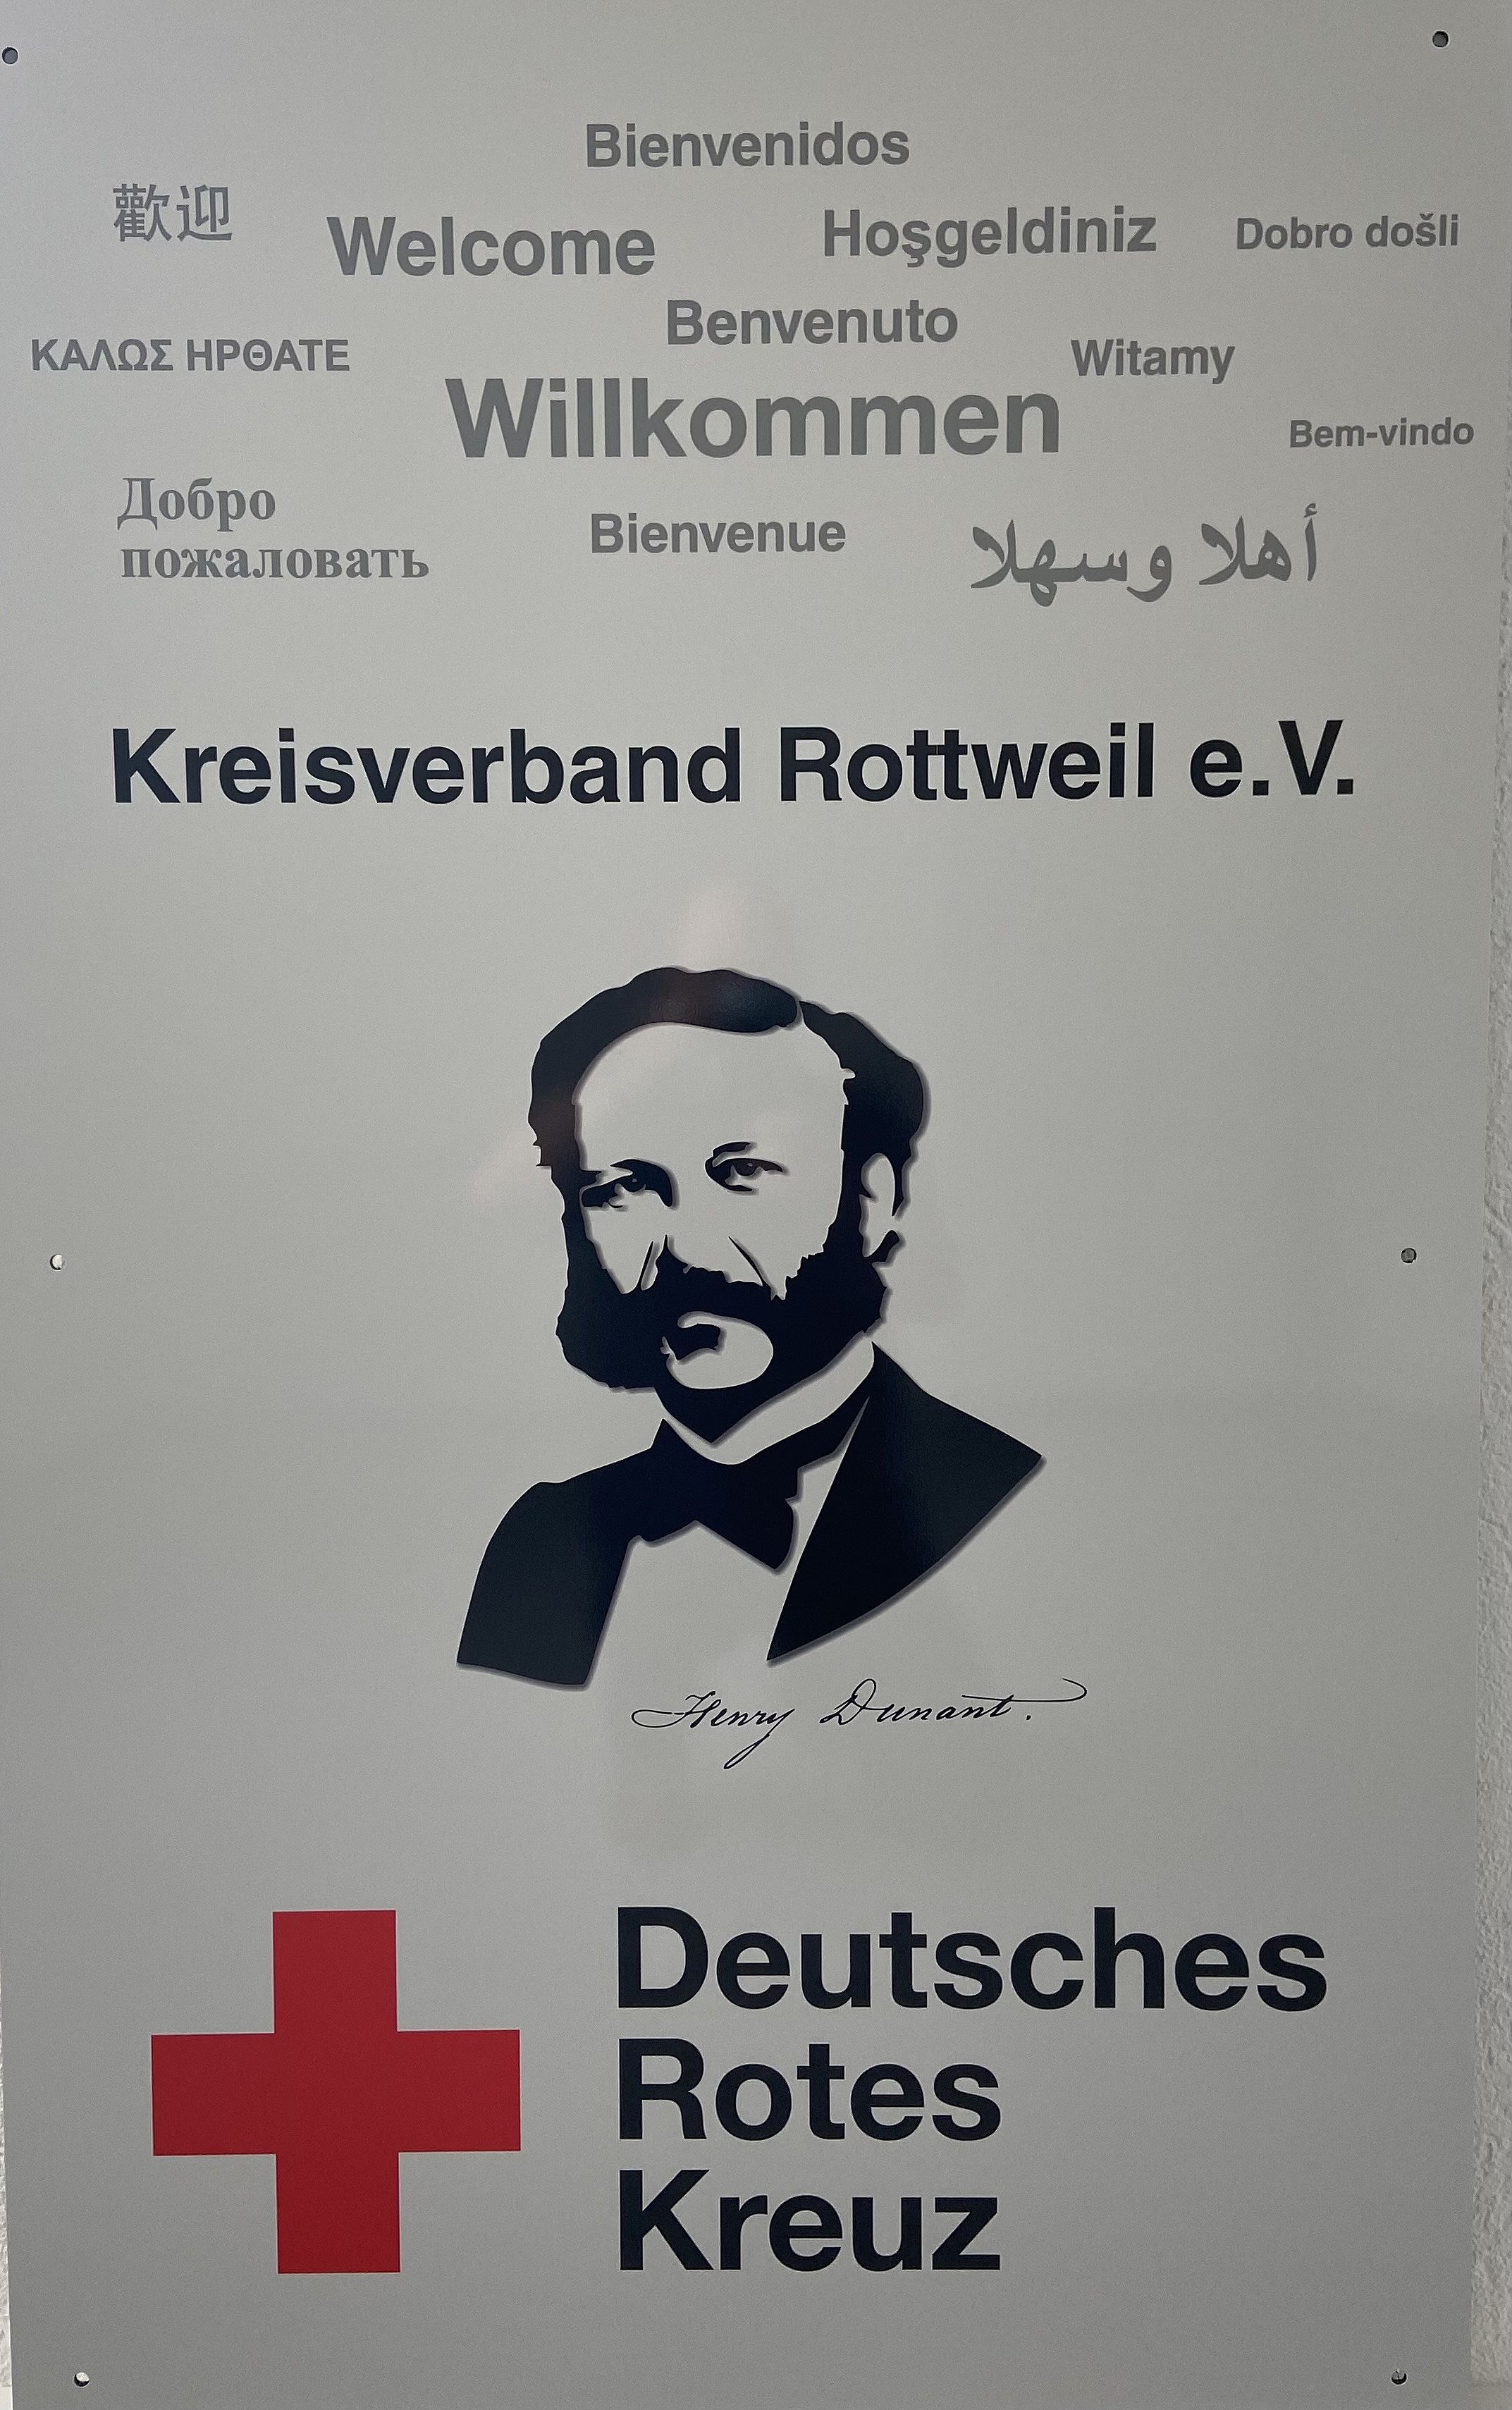 Bienvenidos
歡迎
Welcome
Hoşgeldiniz
Dobro došli
Benvenuto
ΚΑΛΩΣ ΗΡΘΑΤΕ
Witamy
Willkommen
Bem-vindo
Добро
пожаловать
Bienvenue
أهلا وسهلا
Kreisverband Rottweil e.V.
Henry Dunant.
Deutsches
Rotes
Kreuz